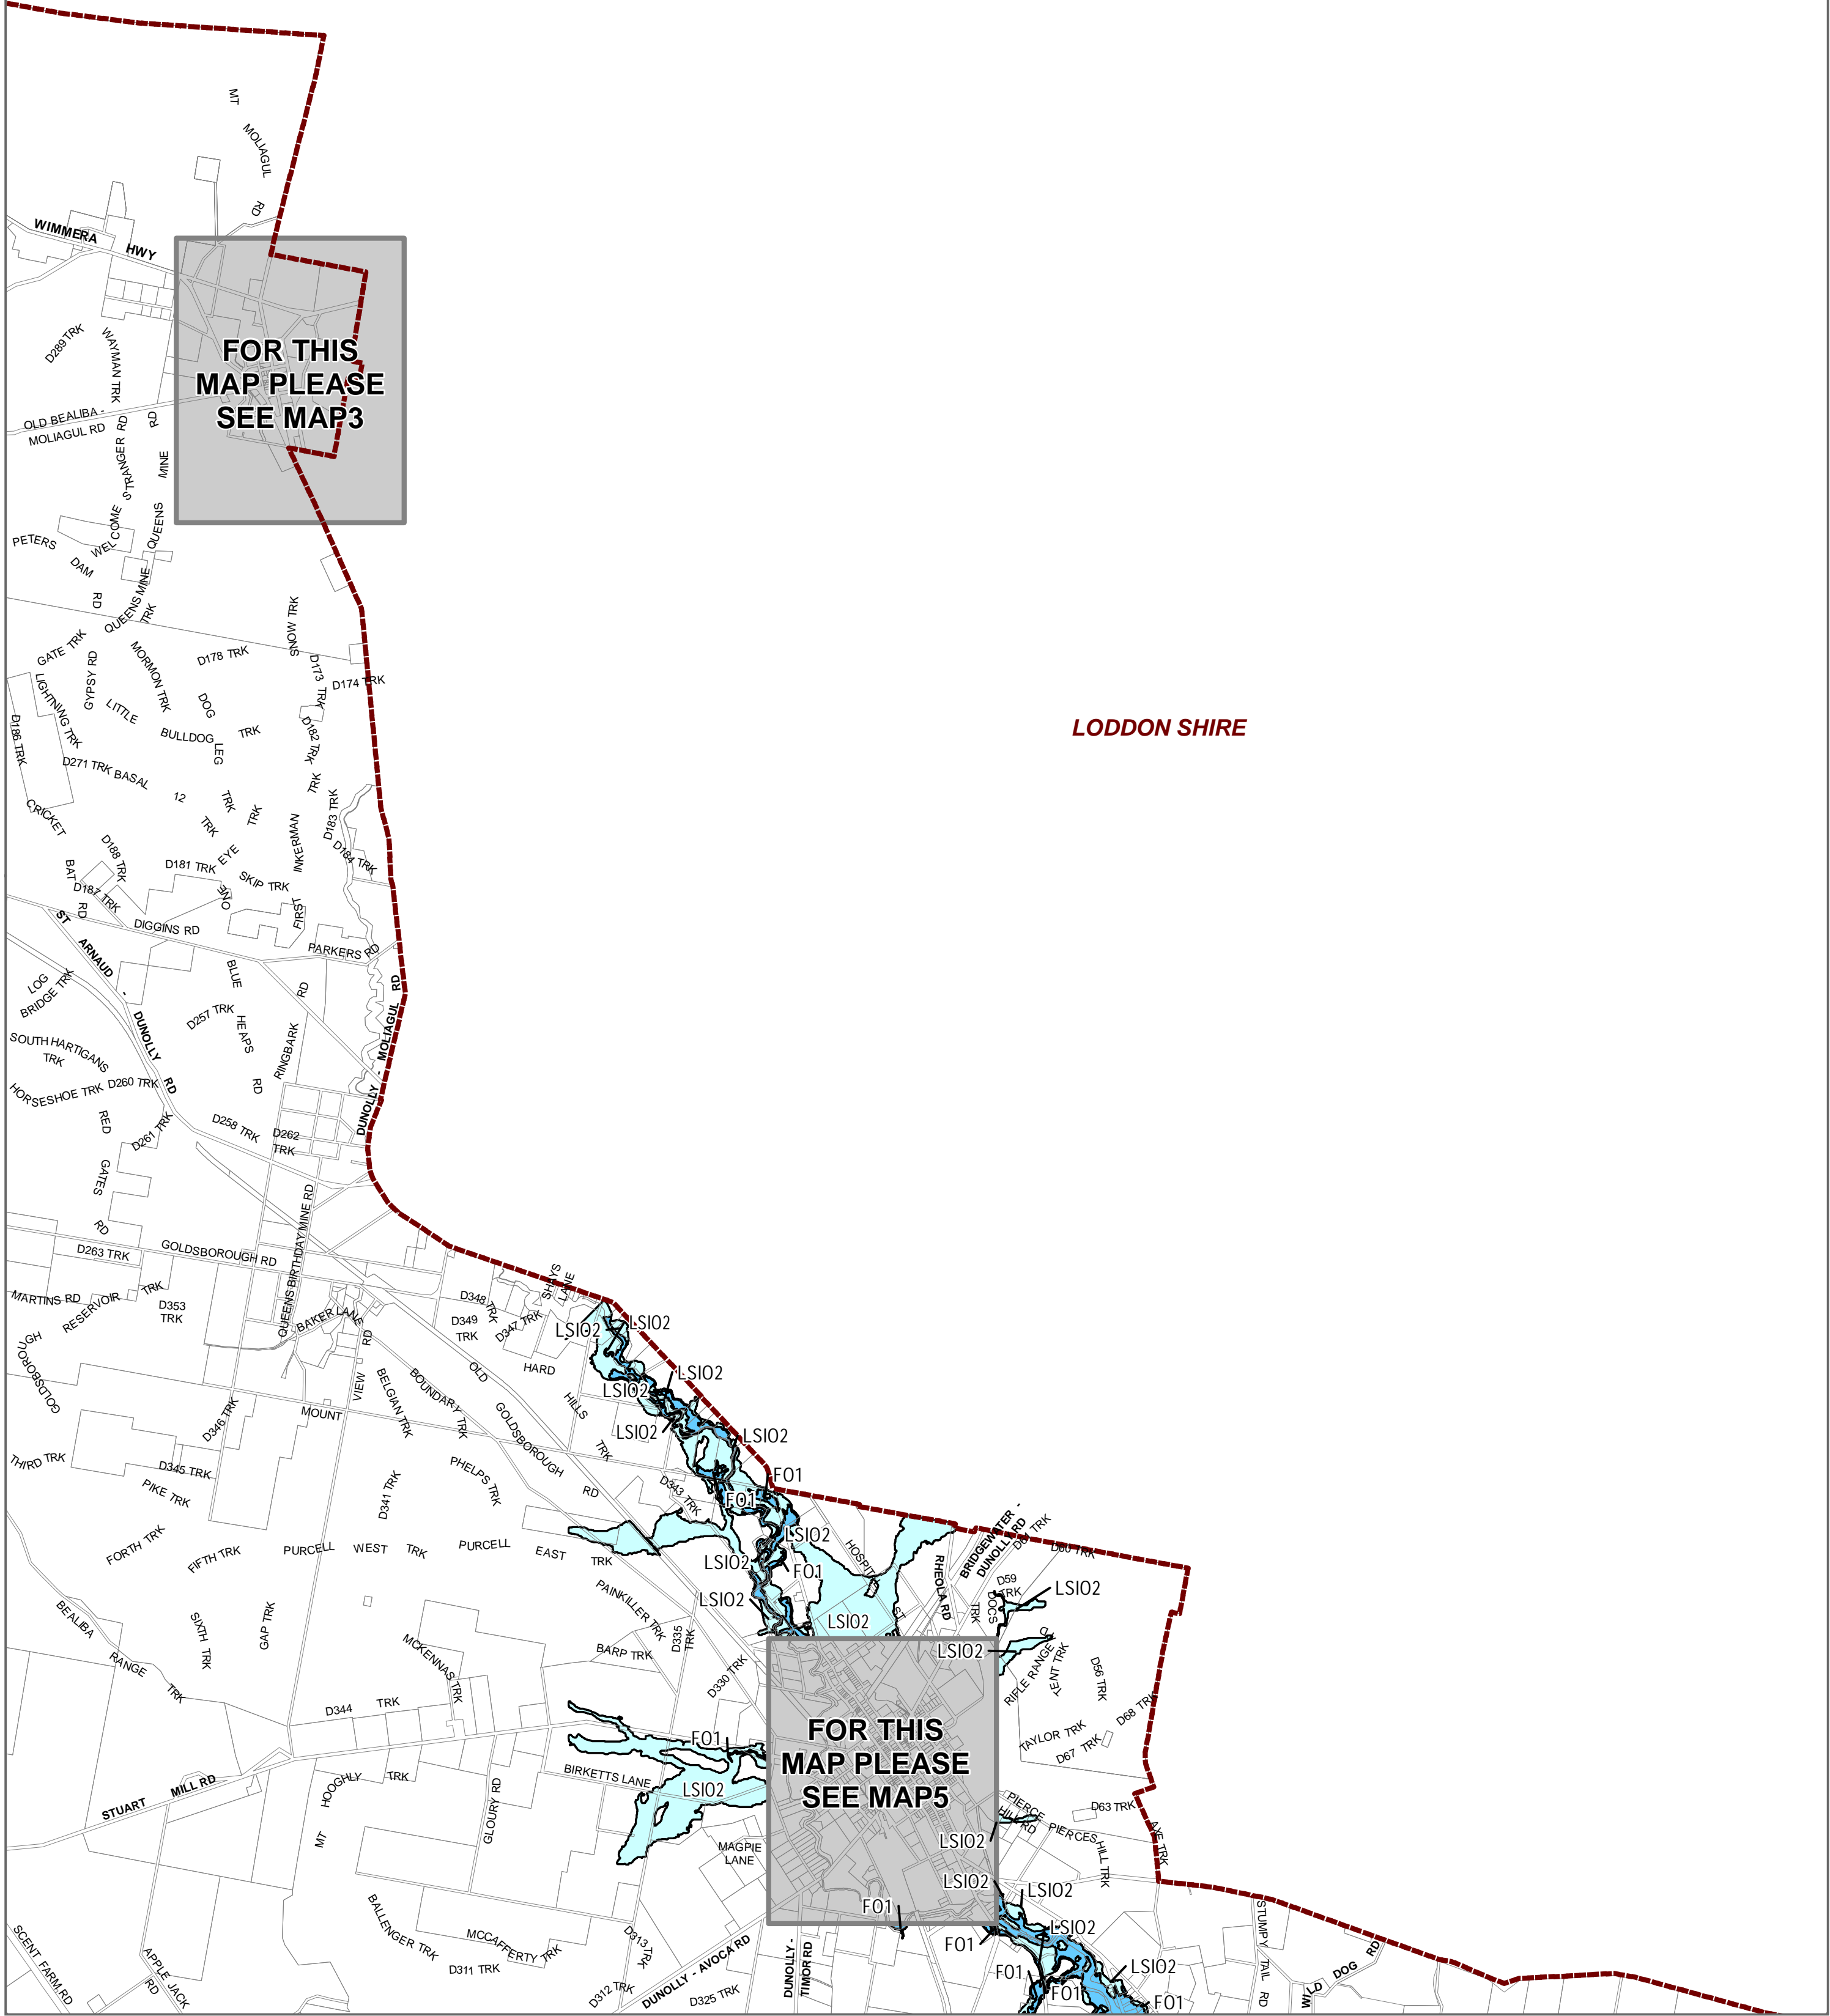 MT
MOLIAGUL
RD
WIMMERA HWY
FOR THIS
MAP PLEASE
SEE MAP3
D289 TRK
WAYMAN TRK
OLD BEALIBA -
MOLIAGUL RD
WELCOME STRANGER RD
QUEENS MINE RD
PETERS DAM RD
QUEENS MINE
TRK
GATE TRK
GYPSY RD
MORMON TRK
D178 TRK
SNOW TRK
D173 TRK
D174 TRK
LIGHTNING TRK
LITTLE
BULLDOG
TRK
DOG
LEG
TRK
D182 TRK
D186 TRK
D271 TRK
BASAL
12
TRK
TRK
TRK
D183 TRK
LODDON SHIRE
CRICKET
BAT
RD
D188 TRK
D187 TRK
D181 TRK
ONE
EYE
SKIP TRK
FIRST
INKERMAN
D184 TRK
DIGGINS RD
PARKERS RD
ST ARNAUD - DUNOLLY RD
LOG
BRIDGE TRK
BLUE
HEAPS
RD
D257 TRK
RINGBARK RD
DUNOLLY - MOLIAGUL RD
SOUTH HARTIGANS
TRK
HORSESHOE TRK
D260 TRK
RED
GATES
RD
D261 TRK
D258 TRK
D262
TRK
QUEENS BIRTHDAY MINE RD
D263 TRK
GOLDSBOROUGH RD
MARTINS RD
RESERVOIR TRK
D353
TRK
BAKER LANE
D348 TRK
D349
TRK
D347 TRK
SHAYS
LANE
LSIO2
LSIO2
LSIO2
LSIO2
LSIO2
LSIO2
GOLDSBOROUGH
MOUNT
VIEW
RD
BELGIAN TRK
BOUNDARY TRK
OLD
GOLDSBOROUGH
RD
HARD
HILLS
TRK
D346 TRK
THIRD TRK
D345 TRK
PIKE TRK
D341 TRK
PHELPS TRK
D343 TRK
FO1
FO1
LSIO2
LSIO2
FO1
LSIO2
LSIO2
FORTH TRK
FIFTH TRK
PURCELL WEST TRK
PURCELL EAST TRK
HOSPITAL
ST
RHEOLA RD
BRIDGEWATER -
DUNOLLY RD
D60 TRK
D59
TRK
DOCS
TRK
LSIO2
LSIO2
RIFLE RANGE
TENT TRK
D56 TRK
D68 TRK
TAYLOR TRK
D67 TRK
BEALIBA
RANGE
TRK
SIXTH TRK
GAP TRK
MCKENNAS TRK
PAINKILLER TRK
BARP TRK
D335
TRK
D330 TRK
D344 TRK
FO1
BIRKETTS LANE
LSIO2
FOR THIS
MAP PLEASE
SEE MAP5
STUART MILL RD
MT
HOOGHLY
TRK
GLOURY RD
MAGPIE
LANE
PIERCE
HILL
RD
PIERCES
HILL TRK
D63 TRK
AXE TRK
LSIO2
LSIO2
LSIO2
LSIO2
LSIO2
FO1
FO1
FO1
FO1
FO1
BALLENGER TRK
MCCAFFERTY TRK
D311 TRK
D313 TRK
D312 TRK
DUNOLLY - AVOCA RD
D325 TRK
DUNOLLY -
TIMOR RD
SCENT FARM RD
APPLE JACK
RD
STUMPY
TAIL
RD
WILD DOG RD